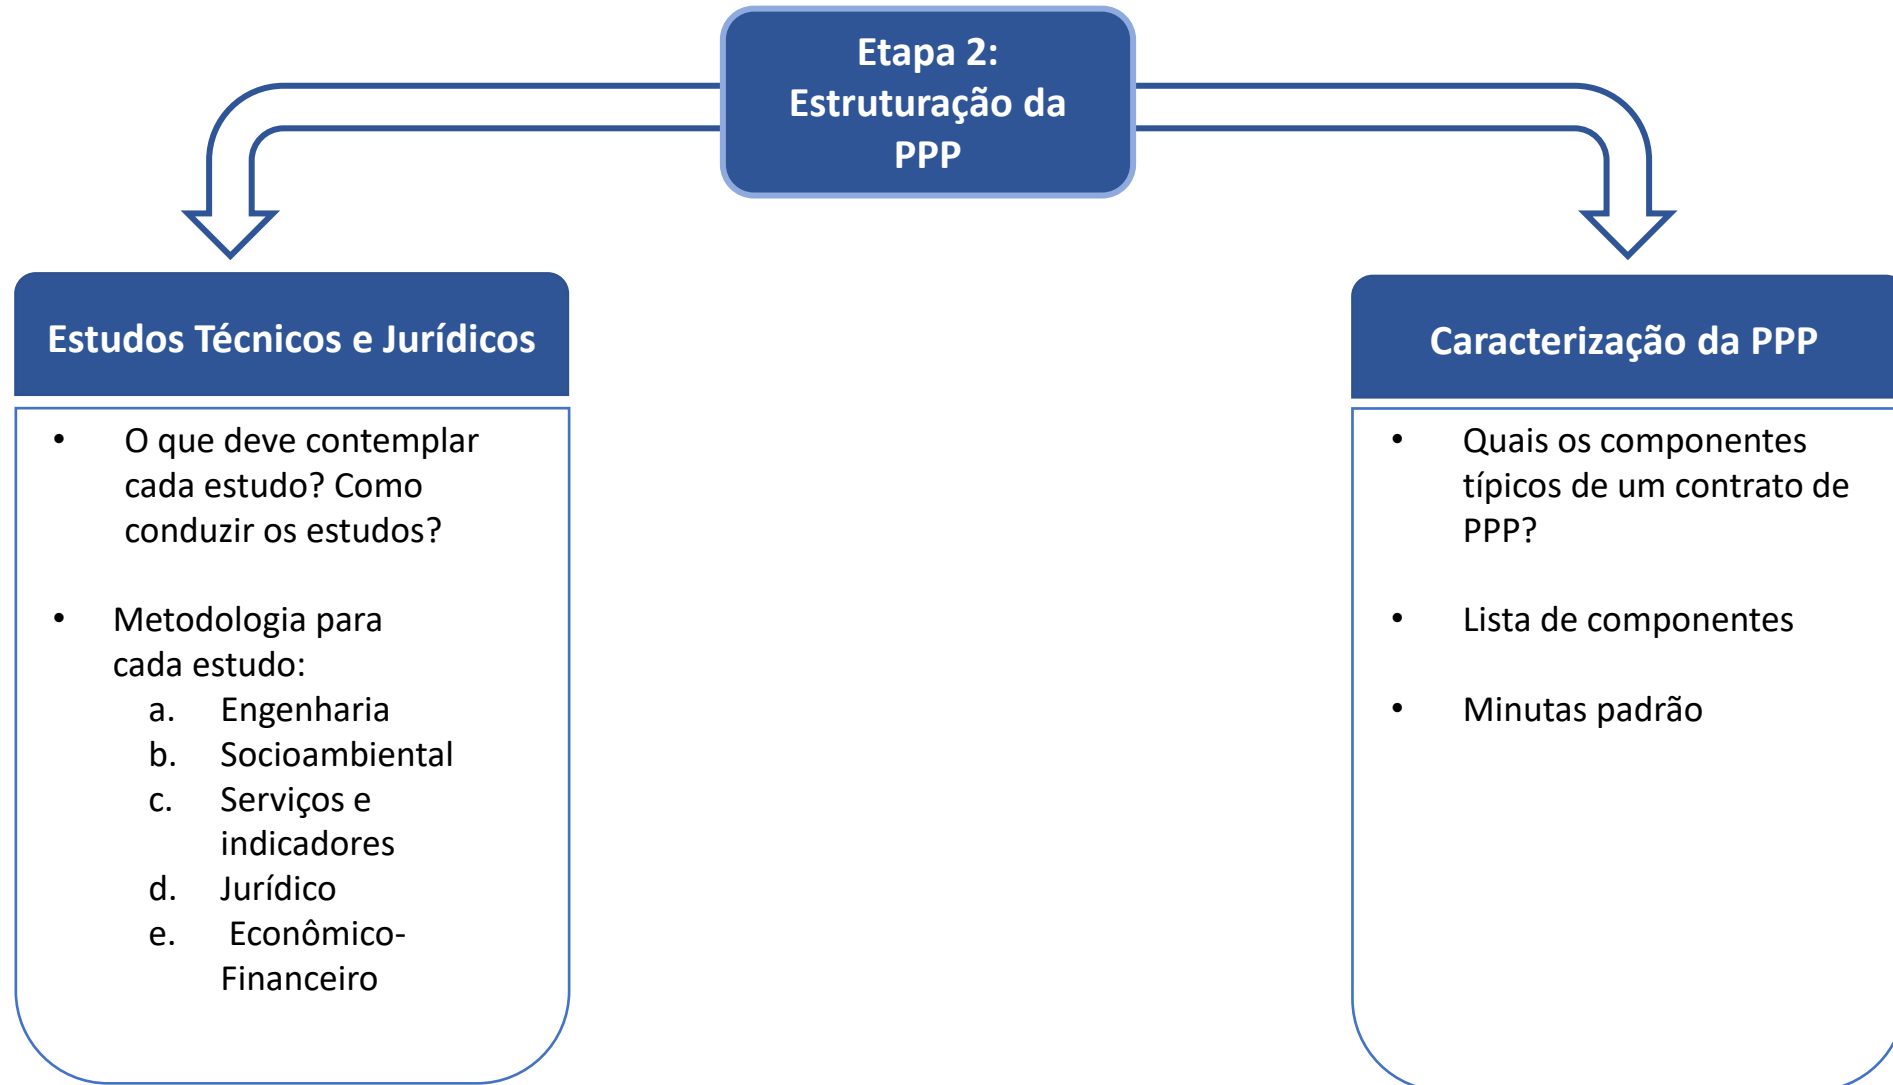 Etapa 2:
Estruturação da
PPP
Estudos Técnicos e Jurídicos
• O que deve contemplar
cada estudo? Como
conduzir os estudos?
• Metodologia para
cada estudo:
a. Engenharia
b. Socioambiental
c. Serviços e
indicadores
d. Jurídico
e. Econômico-
Financeiro
Caracterização da PPP
• Quais os componentes
típicos de um contrato de
PPP?
• Lista de componentes
• Minutas padrão